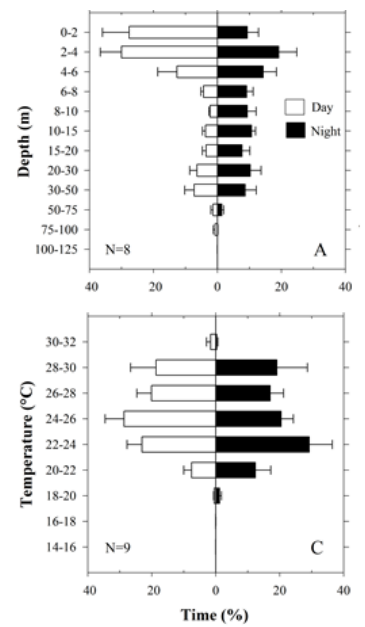 Depth (m)
0-2
2-4
4-6
6-8
8-10
10-15
15-20
20-30
30-50
50-75
75-100
100-125
Day
Night
N=8
A
40 20 0 20 40
Temperature (°C)
30-32
28-30
26-28
24-26
22-24
20-22
18-20
16-18
14-16
N=9
C
40 20 0 20 40
Time (%)